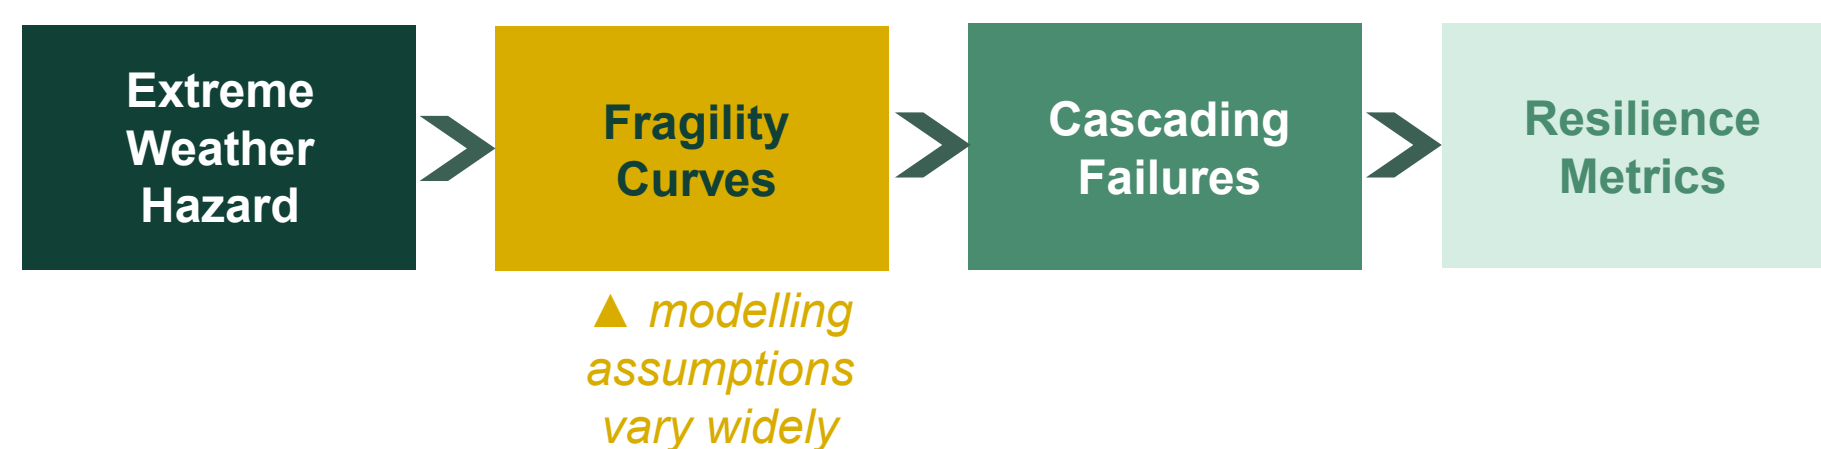 Extreme
Weather
Hazard
Fragility
Curves
Cascading
Failures
Resilience
Metrics
▲ modelling
assumptions
vary widely